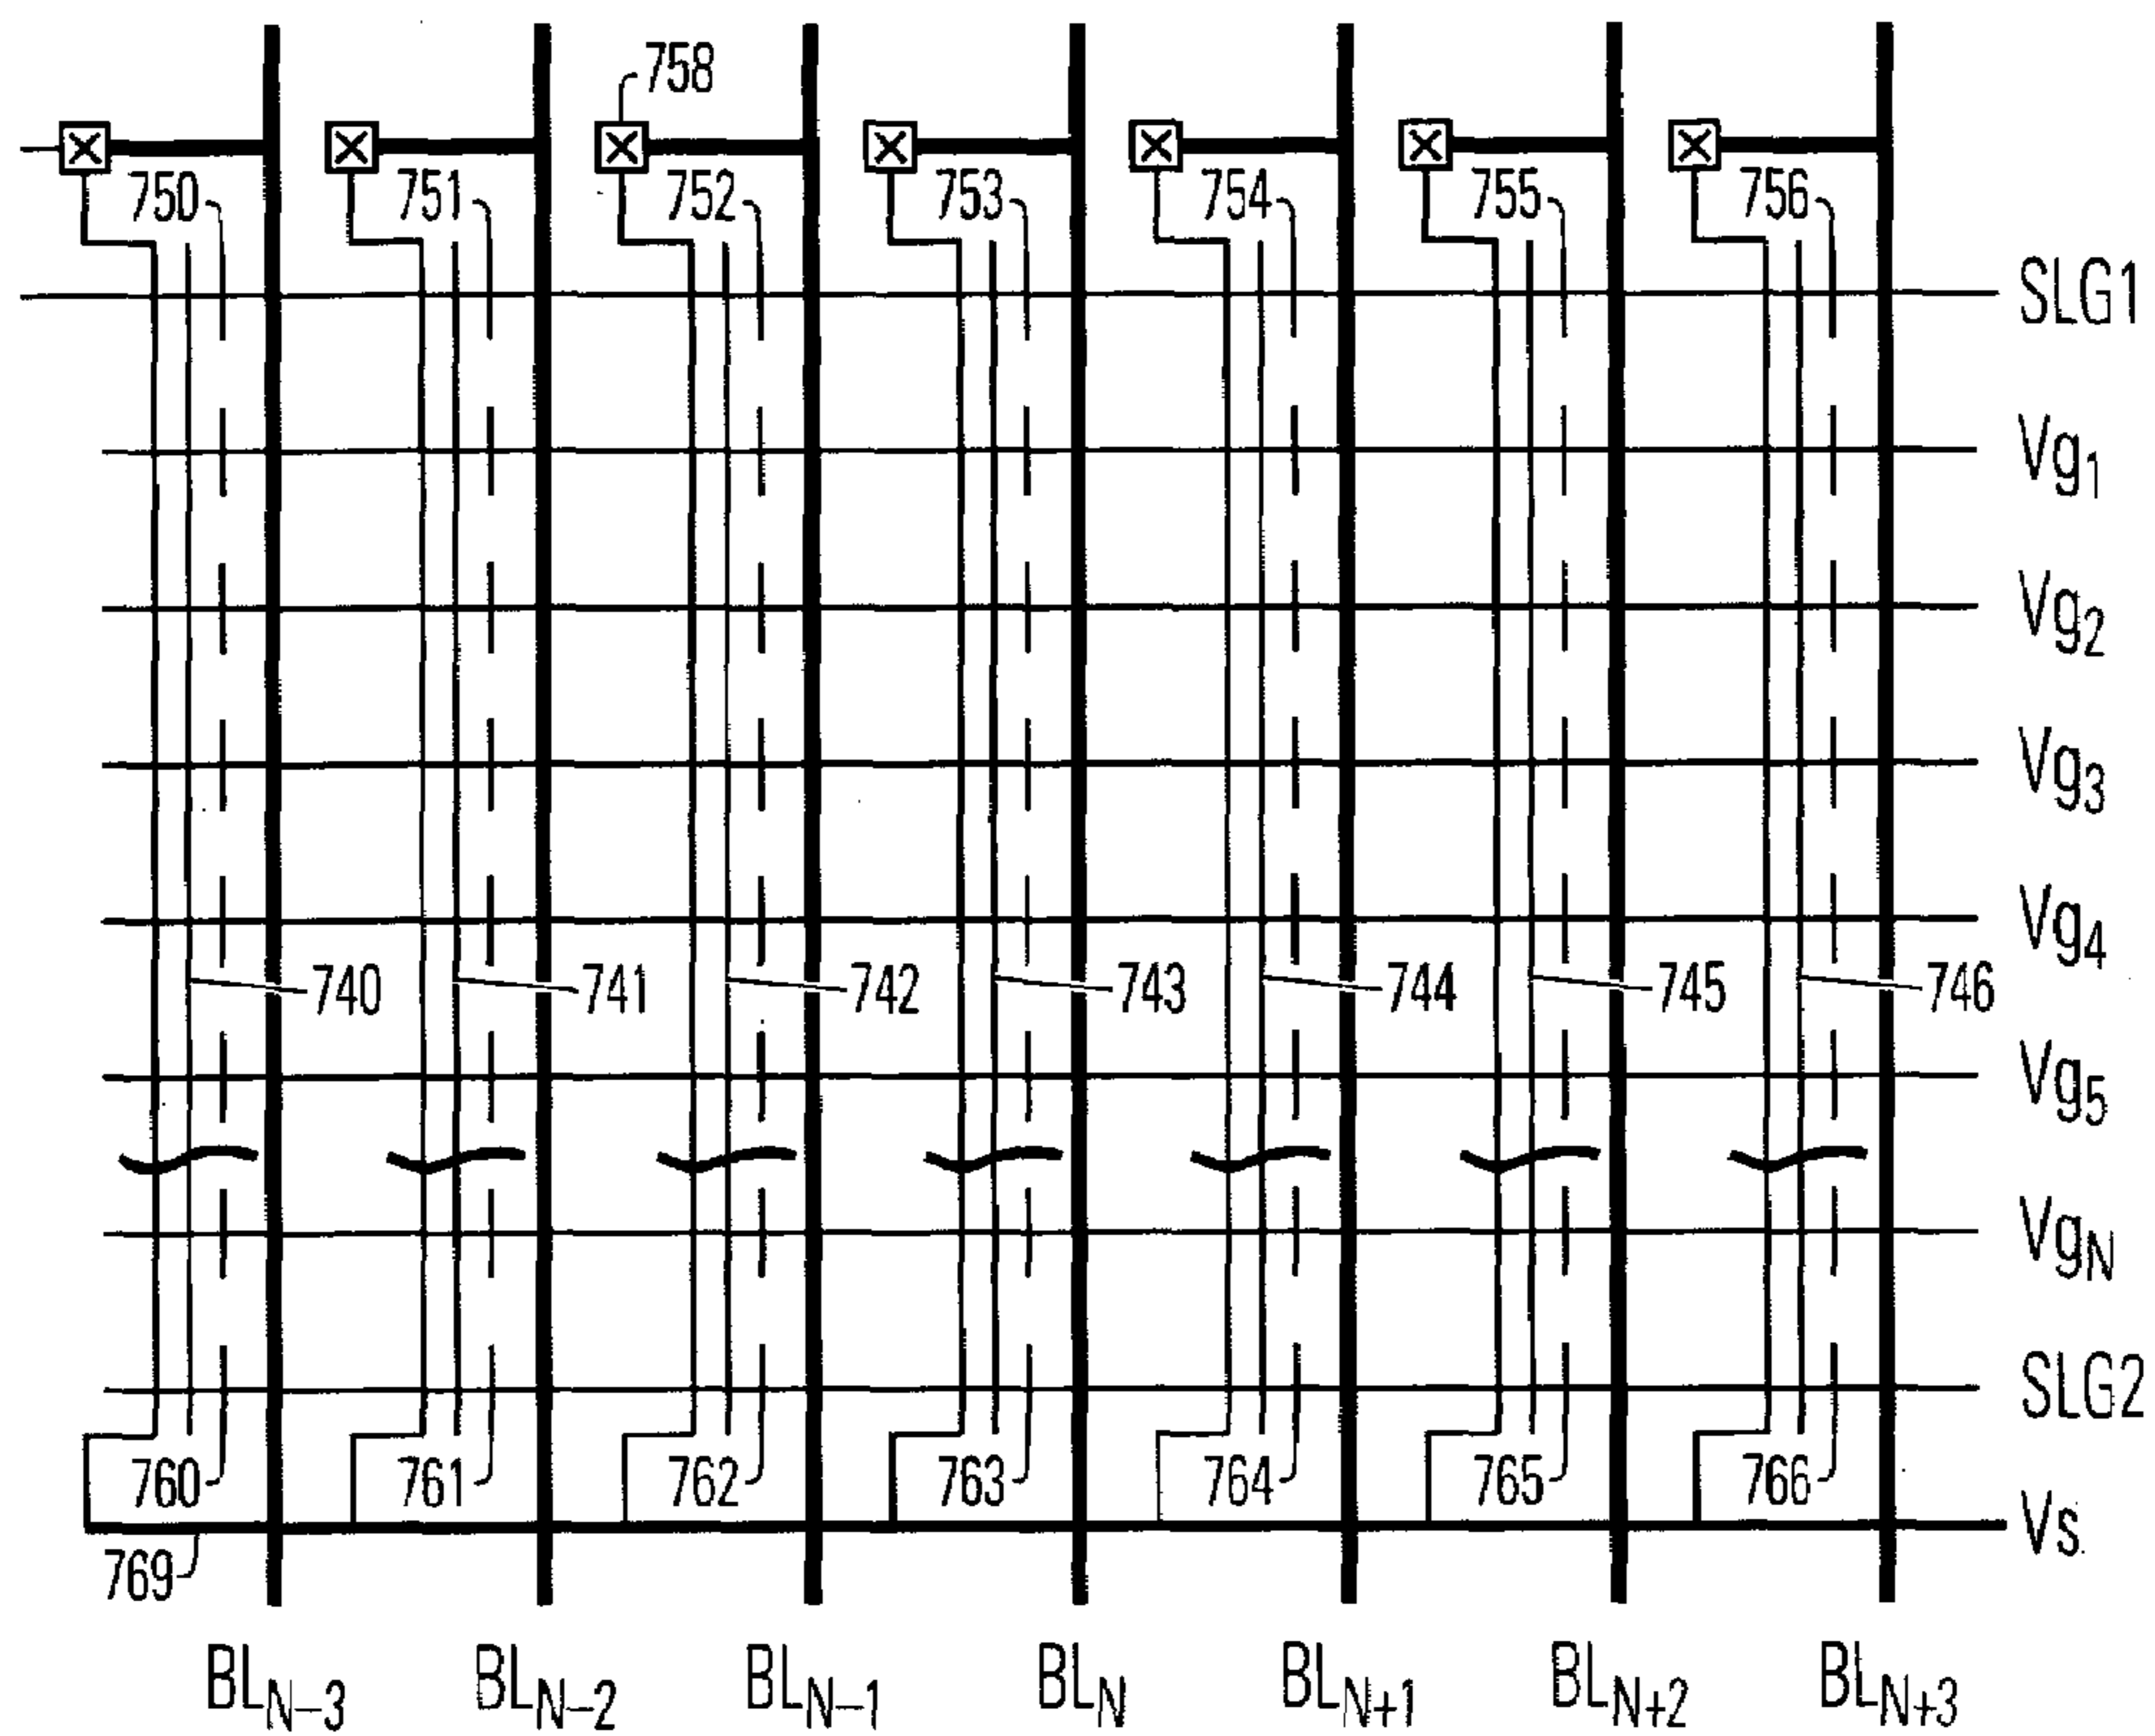 758
750 751 752 753 754 755 756
SLG1
Vg1
Vg2
Vg3
Vg4
740 741 742 743 744 745 746
Vg5
VgN
SLG2
760 761 762 763 764 765 766
Vs
769
BLN-3 BLN-2 BLN-1 BLN BLN+1 BLN+2 BLN+3